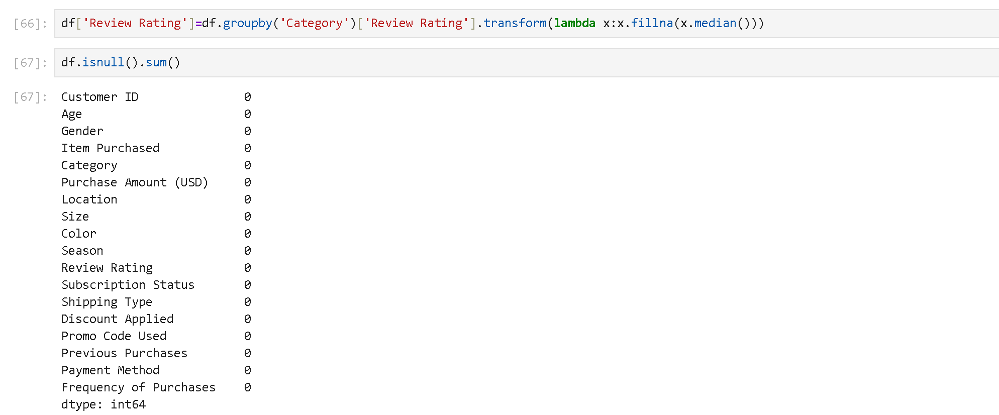 [66]: df['Review Rating']=df.groupby('Category')['Review Rating'].transform(lambda x:x.fillna(x.median()))
[67]: df.isnull().sum()
[67]: Customer ID 0
Age 0
Gender 0
Item Purchased 0
Category 0
Purchase Amount (USD) 0
Location 0
Size 0
Color 0
Season 0
Review Rating 0
Subscription Status 0
Shipping Type 0
Discount Applied 0
Promo Code Used 0
Previous Purchases 0
Payment Method 0
Frequency of Purchases 0
dtype: int64